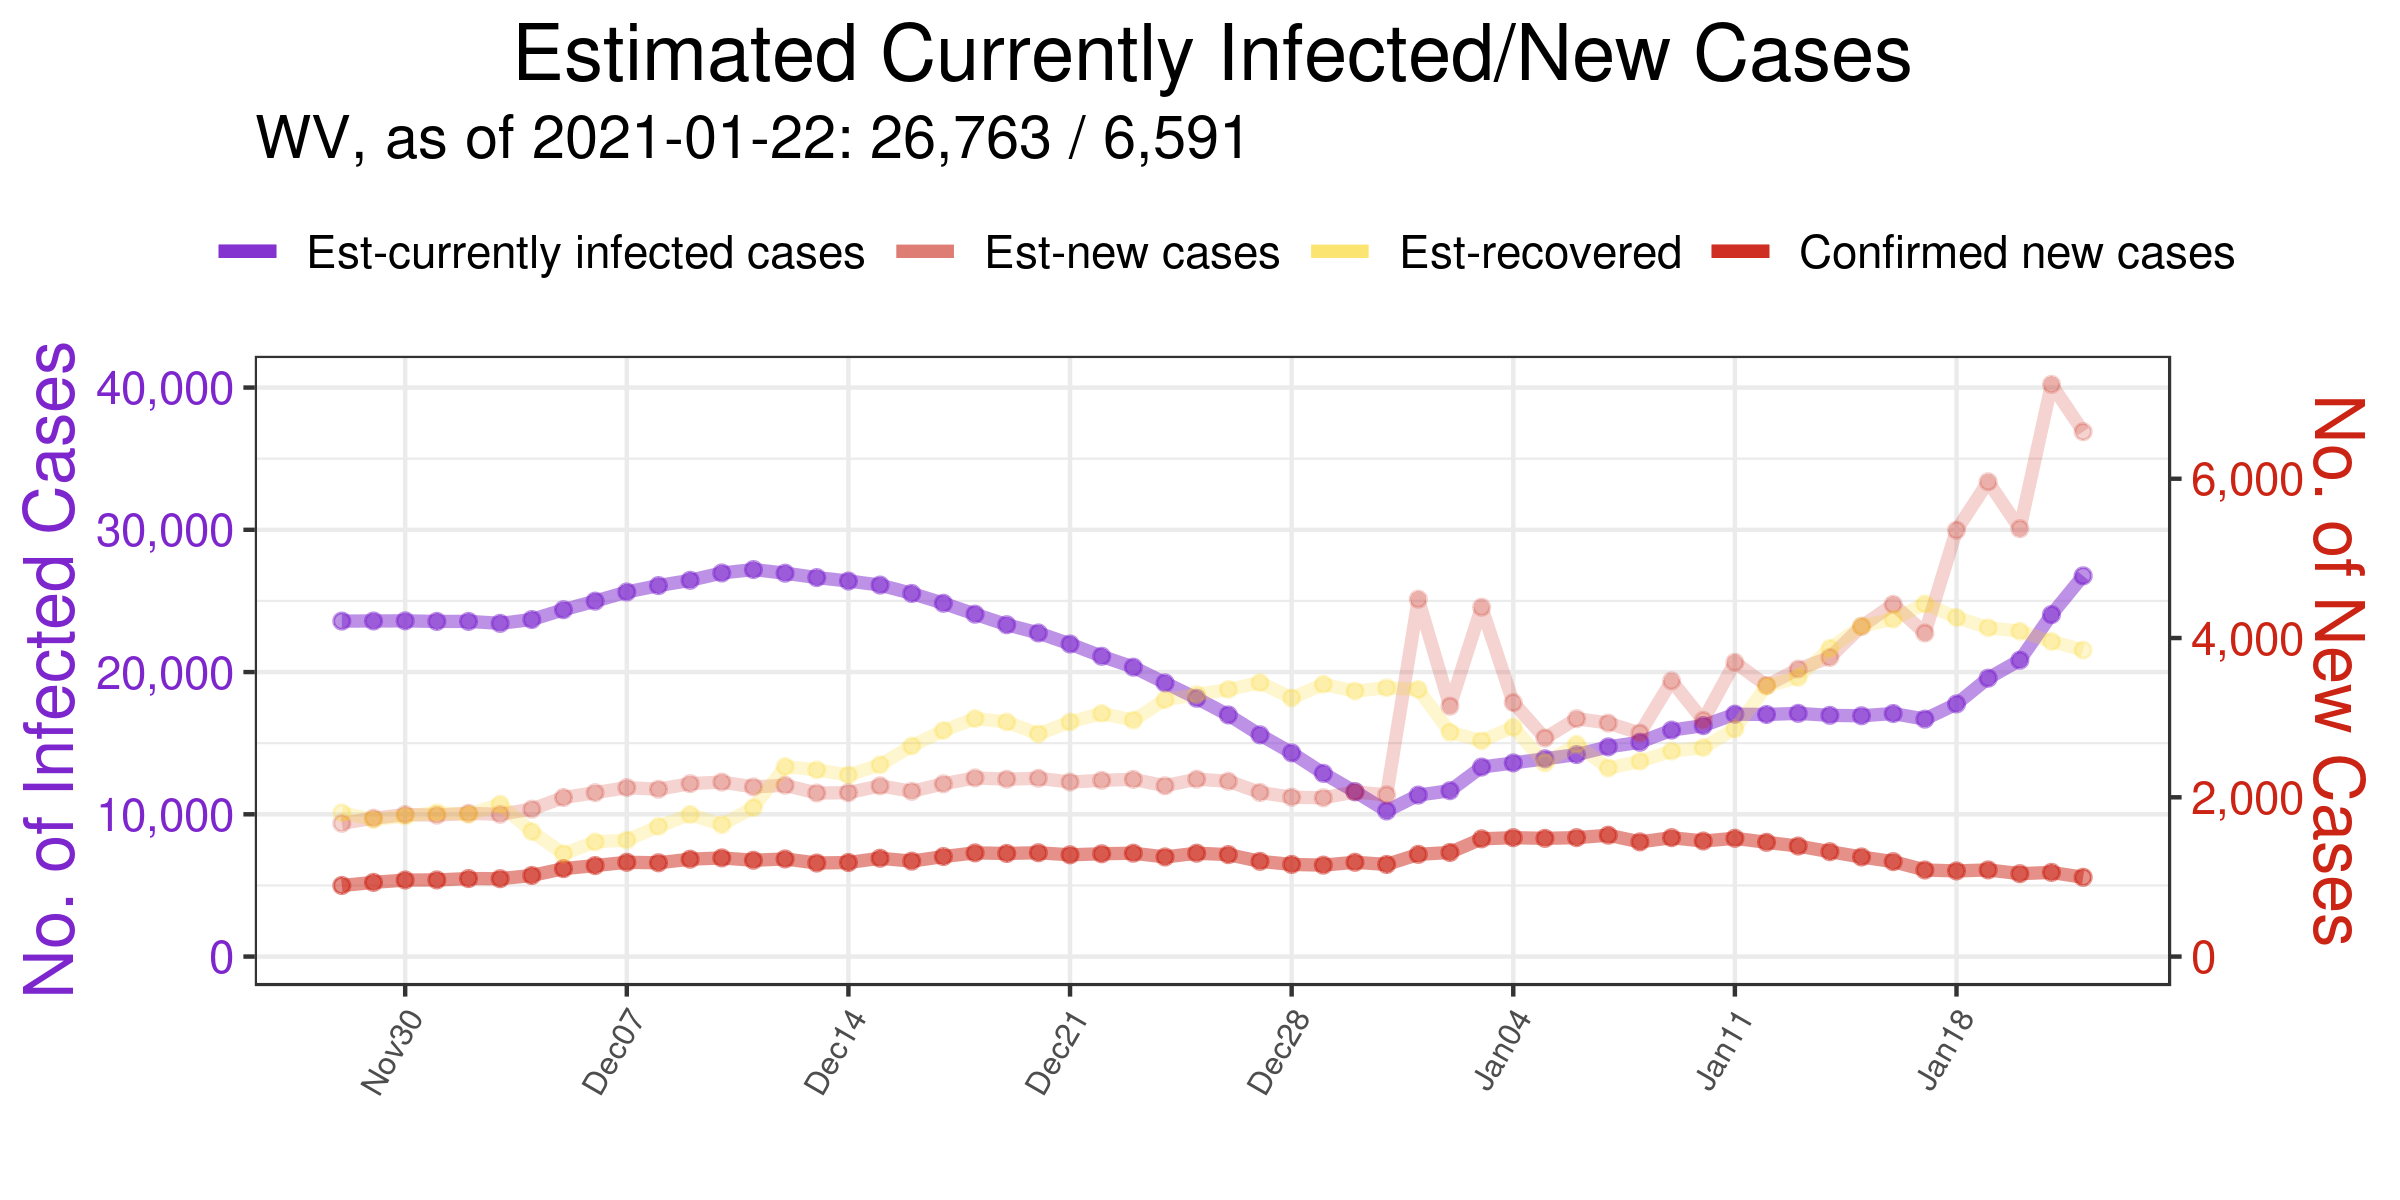 Estimated Currently Infected/New Cases
WV, as of 2021-01-22: 26,763 / 6,591
Est-currently infected cases
Est-new cases
Est-recovered
Confirmed new cases
No. of Infected Cases
40,000
30,000
20,000
10,000
0
6,000
4,000
2,000
0
No. of New Cases
Nov30
Dec07
Dec14
Dec21
Dec28
Jan04
Jan11
Jan18